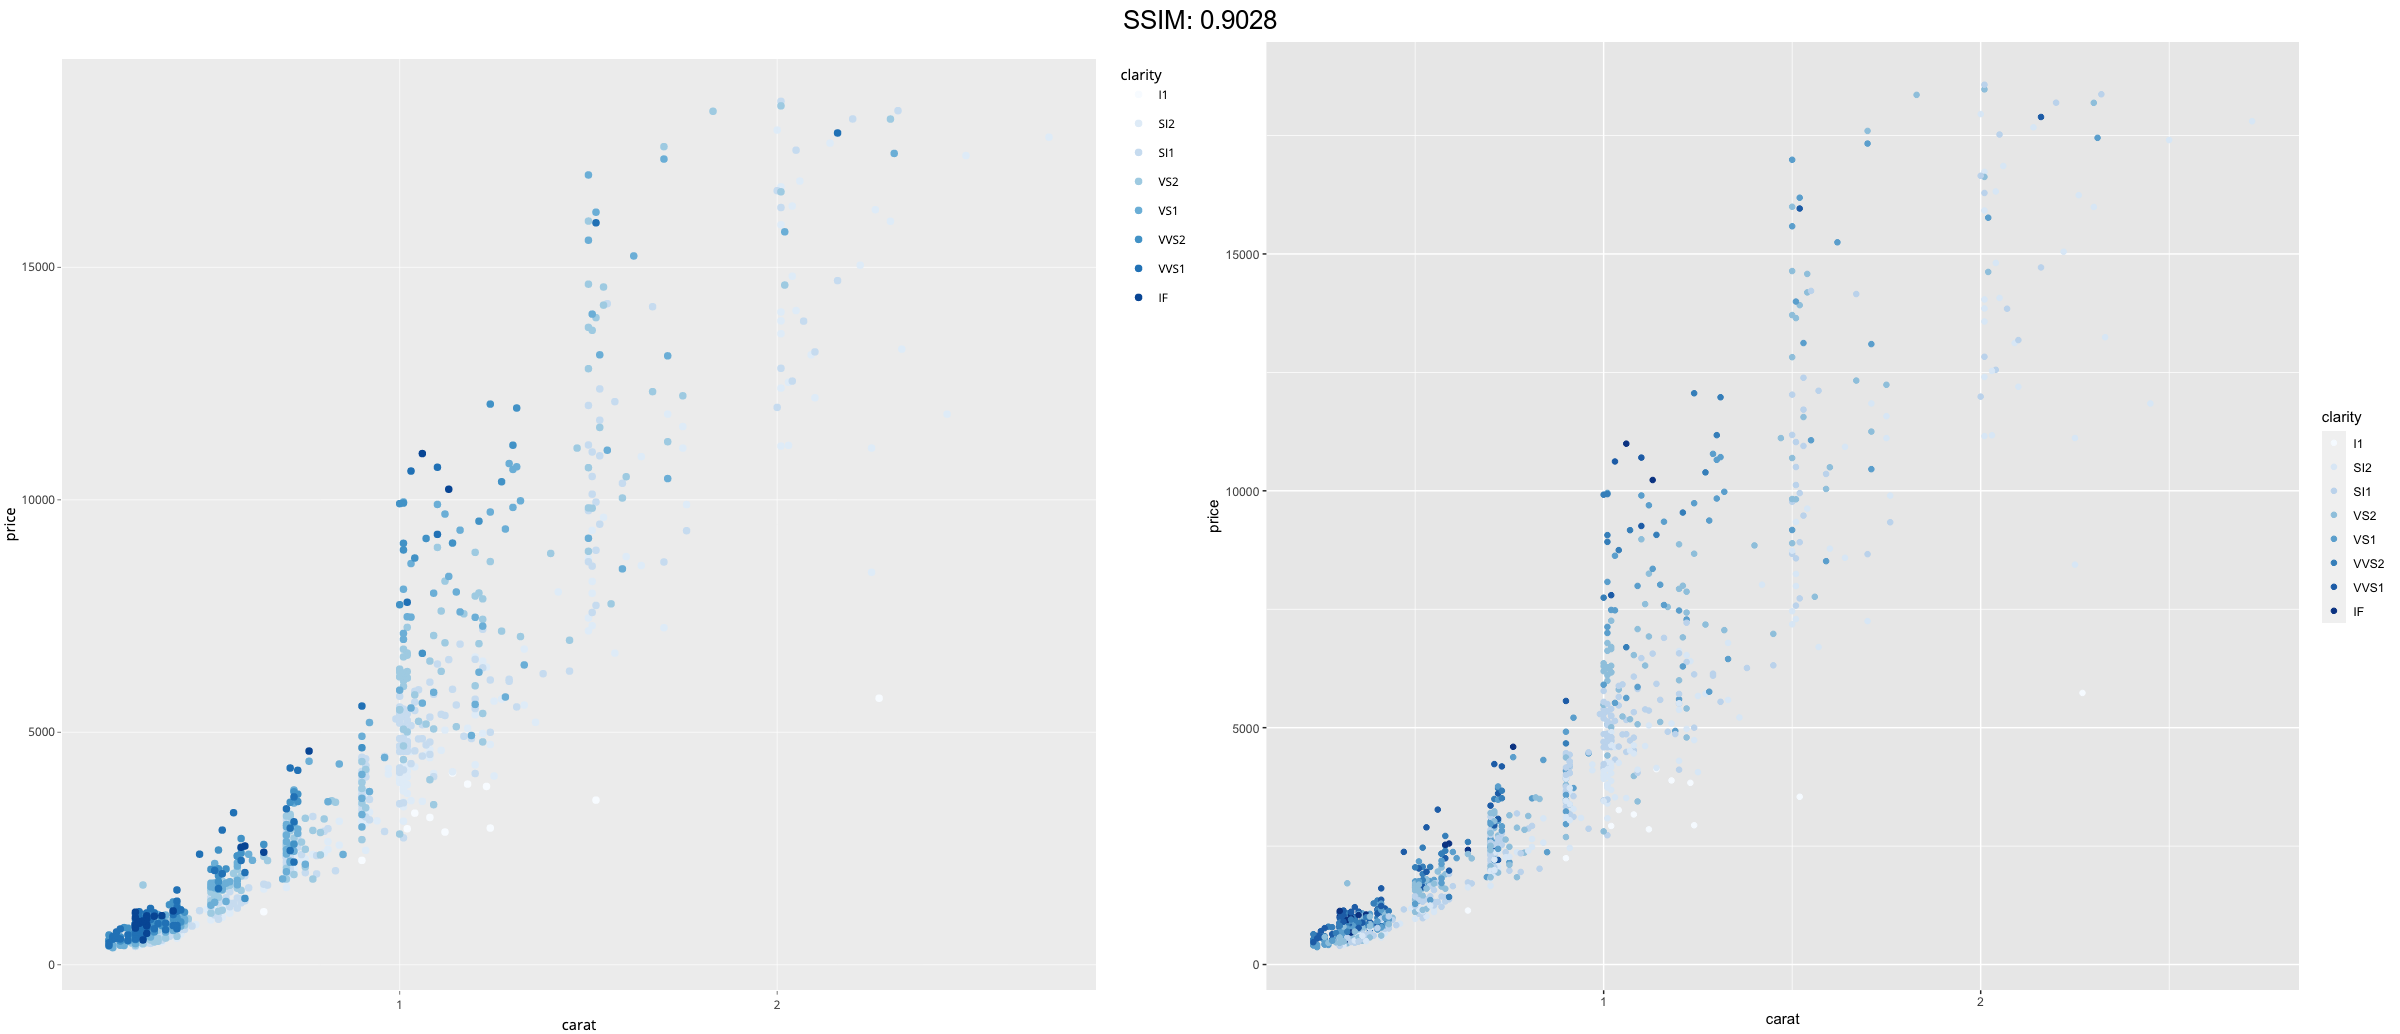 SSIM: 0.9028
clarity
I1
SI2
SI1
VS2
VS1
VVS2
VVS1
IF
15000
10000
5000
0
price
1
2
carat
15000
10000
5000
0
price
1
2
carat
clarity
I1
SI2
SI1
VS2
VS1
VVS2
VVS1
IF